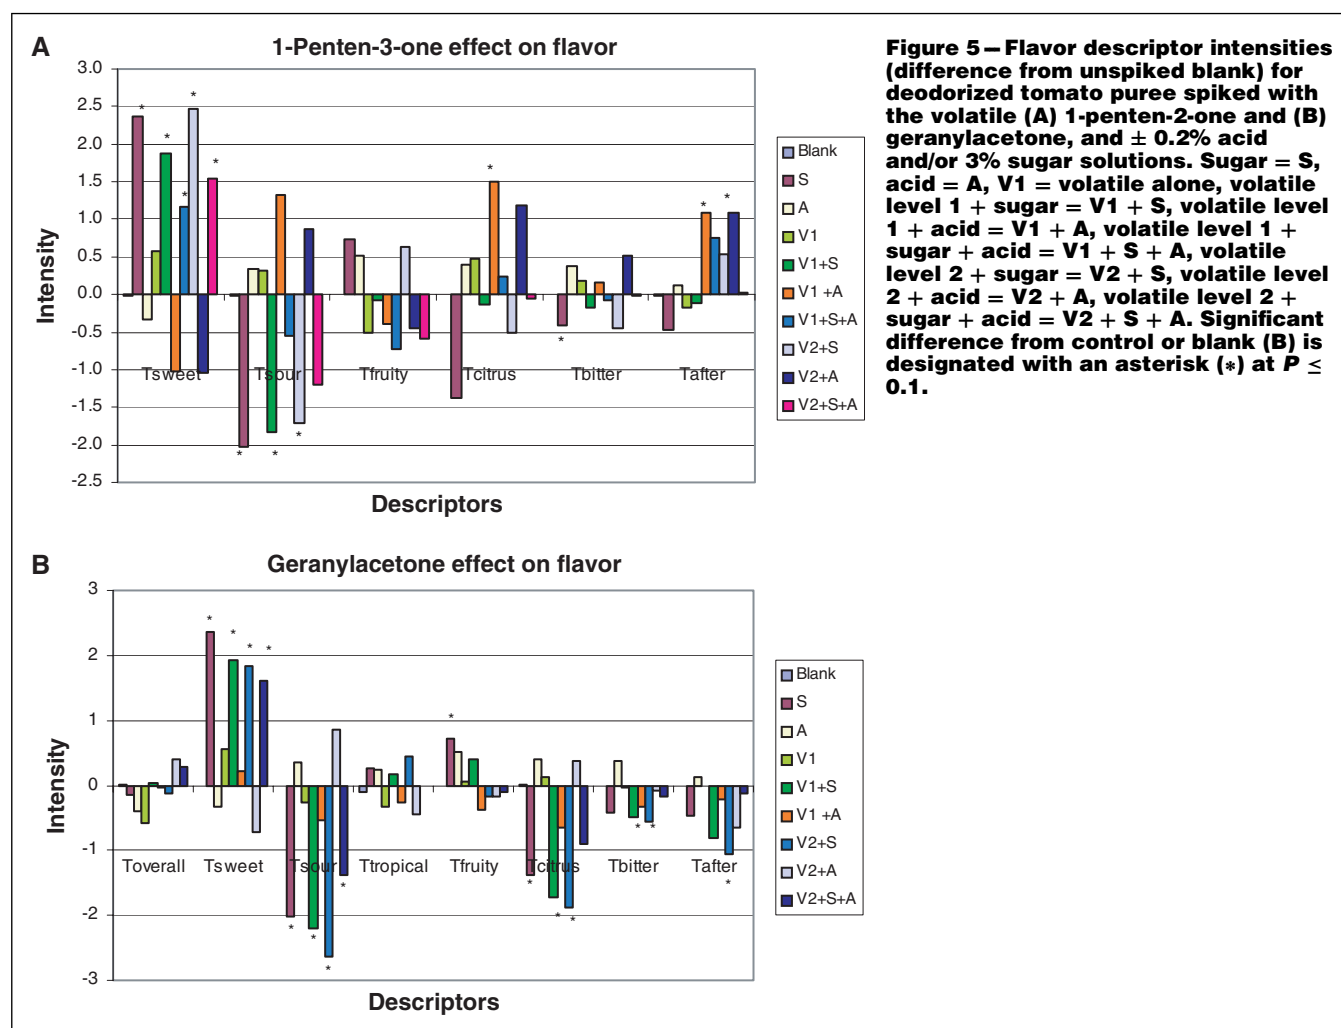 A
1-Penten-3-one effect on flavor
3.0
2.5
2.0
1.5
1.0
0.5
0.0
-0.5
-1.0
-1.5
-2.0
-2.5
Intensity
* * * * * *
* * *
*
*
* *
Tsweet Tsour Tfruity Tcitrus Tbitter Tafter
Descriptors
Blank
S
A
V1
V1+S
V1 +A
V1+S+A
V2+S
V2+A
V2+S+A
Figure 5—Flavor descriptor intensities
(difference from unspiked blank) for
deodorized tomato puree spiked with
the volatile (A) 1-penten-2-one and (B)
geranylacetone, and ± 0.2% acid
and/or 3% sugar solutions. Sugar = S,
acid = A, V1 = volatile alone, volatile
level 1 + sugar = V1 + S, volatile level
1 + acid = V1 + A, volatile level 1 +
sugar + acid = V1 + S + A, volatile
level 2 + sugar = V2 + S, volatile level
2 + acid = V2 + A, volatile level 2 +
sugar + acid = V2 + S + A. Significant
difference from control or blank (B) is
designated with an asterisk (*) at P ≤
0.1.
B
Geranylacetone effect on flavor
3
2
1
0
-1
-2
-3
Intensity
* * * *
* * * *
*
* * *
* *
*
Toverall Tsweet Tsour Ttropical Tfruity Tcitrus Tbitter Tafter
Descriptors
Blank
S
A
V1
V1+S
V1 +A
V2+S
V2+A
V2+S+A